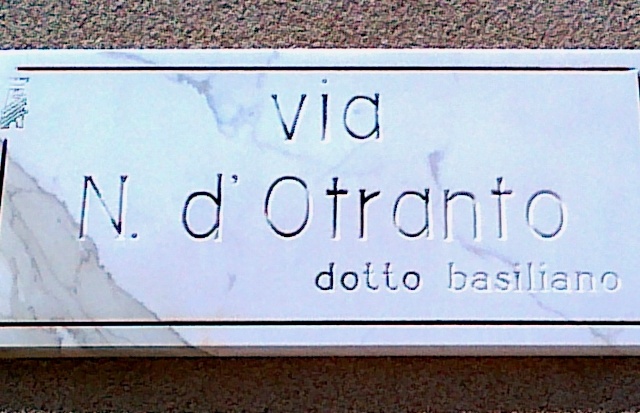 via
N. d'Otranto
dotto basiliano